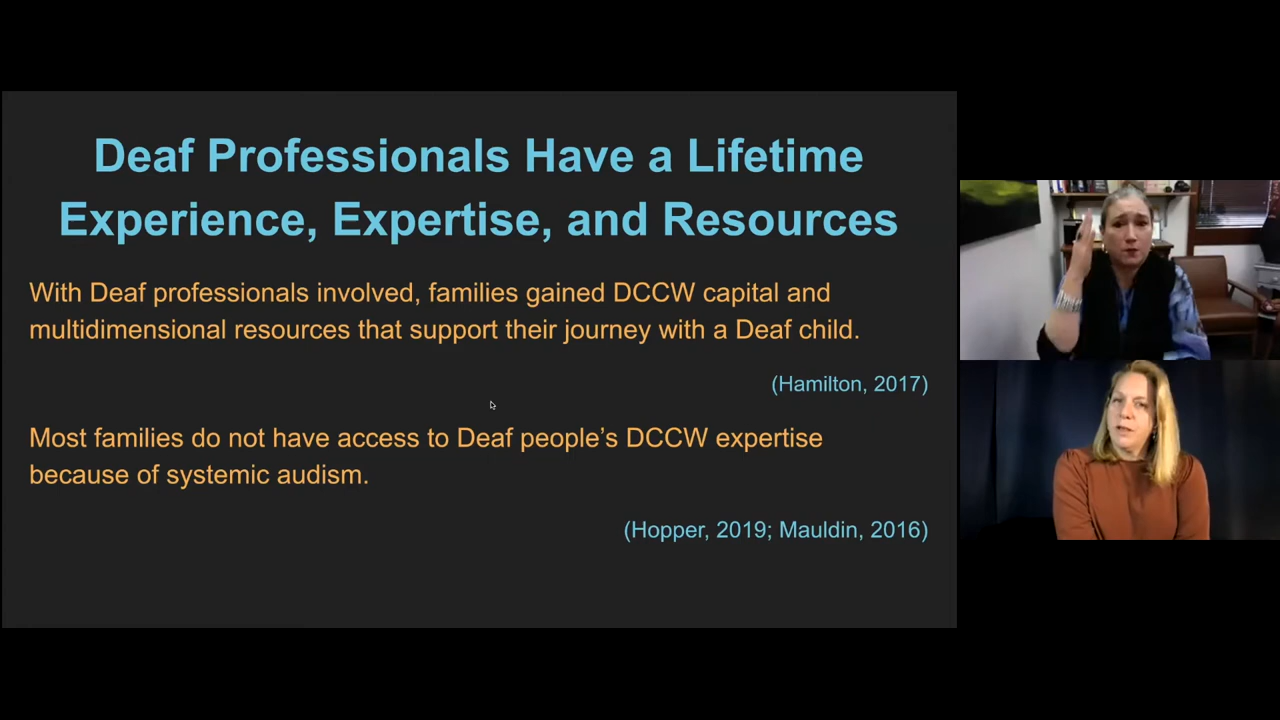 Deaf Professionals Have a Lifetime
Experience, Expertise, and Resources
With Deaf professionals involved, families gained DCCW capital and
multidimensional resources that support their journey with a Deaf child.
(Hamilton, 2017)
Most families do not have access to Deaf people’s DCCW expertise
because of systemic audism.
(Hopper, 2019; Mauldin, 2016)